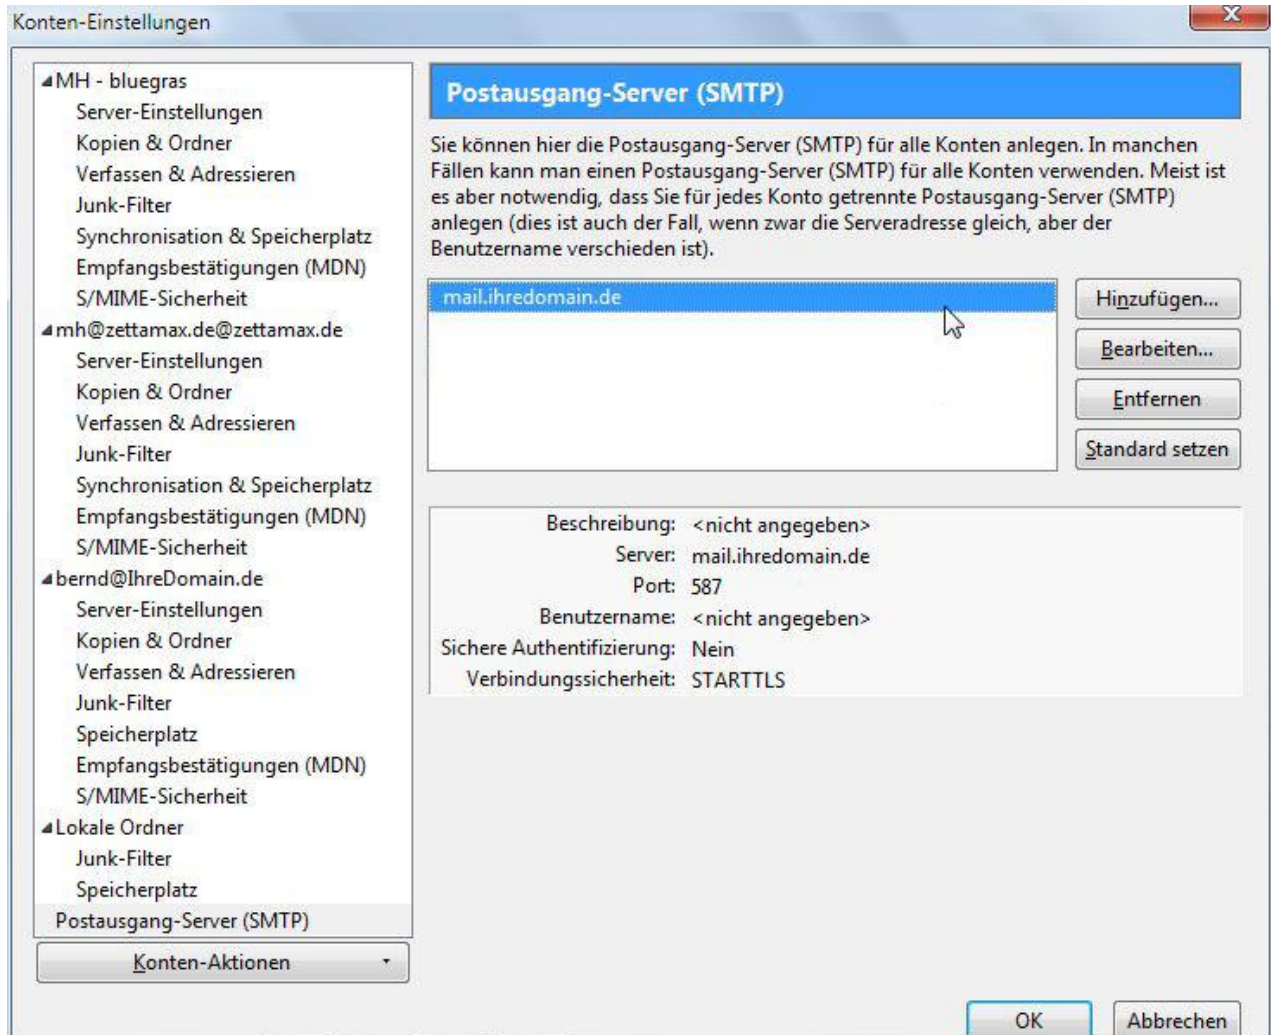 Konten-Einstellungen
MH - bluegras
Server-Einstellungen
Kopien & Ordner
Verfassen & Adressieren
Junk-Filter
Synchronisation & Speicherplatz
Empfangsbestätigungen (MDN)
S/MIME-Sicherheit
mh@zettamax.de@zettamax.de
Server-Einstellungen
Kopien & Ordner
Verfassen & Adressieren
Junk-Filter
Synchronisation & Speicherplatz
Empfangsbestätigungen (MDN)
S/MIME-Sicherheit
bernd@IhreDomain.de
Server-Einstellungen
Kopien & Ordner
Verfassen & Adressieren
Junk-Filter
Speicherplatz
Empfangsbestätigungen (MDN)
S/MIME-Sicherheit
Lokale Ordner
Junk-Filter
Speicherplatz
Postausgang-Server (SMTP)
Konten-Aktionen
Postausgang-Server (SMTP)
Sie können hier die Postausgang-Server (SMTP) für alle Konten anlegen. In manchen
Fällen kann man einen Postausgang-Server (SMTP) für alle Konten verwenden. Meist ist
es aber notwendig, dass Sie für jedes Konto getrennte Postausgang-Server (SMTP)
anlegen (dies ist auch der Fall, wenn zwar die Serveradresse gleich, aber der
Benutzername verschieden ist).
mail.ihredomain.de
Hinzufügen...
Bearbeiten...
Entfernen
Standard setzen
Beschreibung: <nicht angegeben>
Server: mail.ihredomain.de
Port: 587
Benutzername: <nicht angegeben>
Sichere Authentifizierung: Nein
Verbindungssicherheit: STARTTLS
OK
Abbrechen